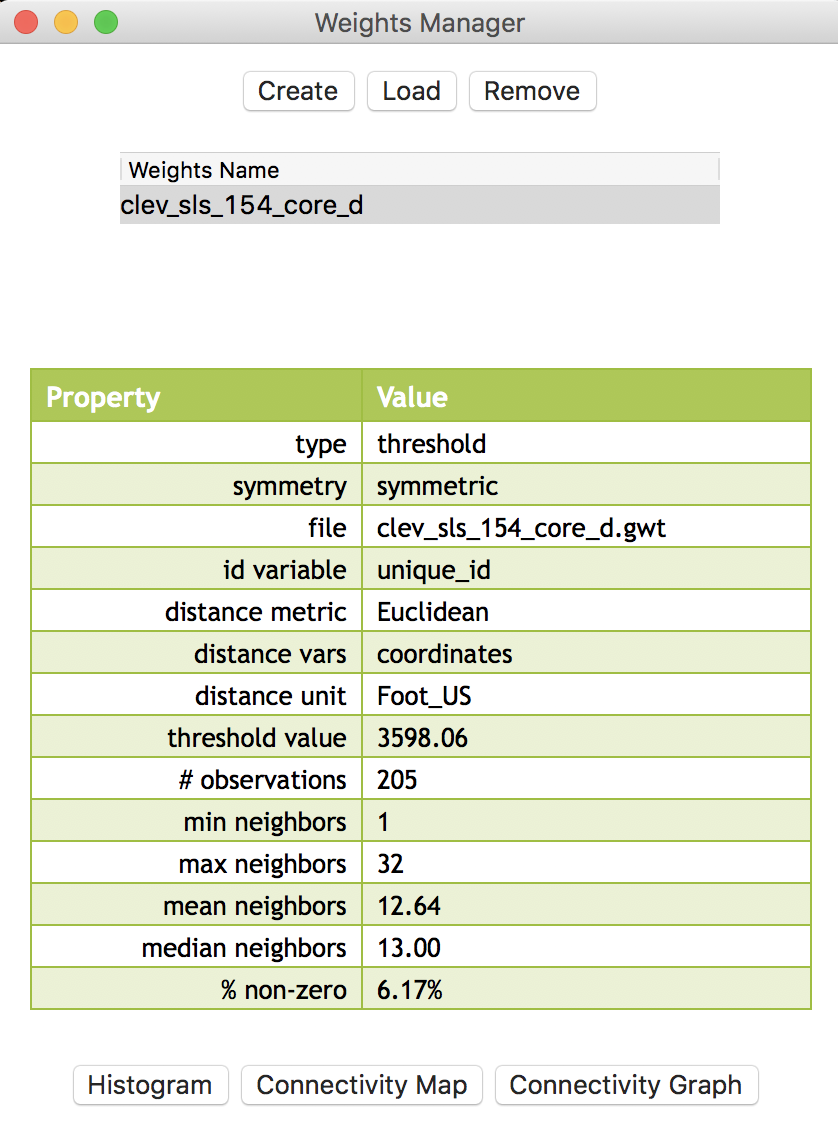 Weights Manager
Create Load Remove
Weights Name
clev_sls_154_core_d
Property Value
type threshold
symmetry symmetric
file clev_sls_154_core_d.gwt
id variable unique_id
distance metric Euclidean
distance vars coordinates
distance unit Foot_US
threshold value 3598.06
# observations 205
min neighbors 1
max neighbors 32
mean neighbors 12.64
median neighbors 13.00
% non-zero 6.17%
Histogram Connectivity Map Connectivity Graph